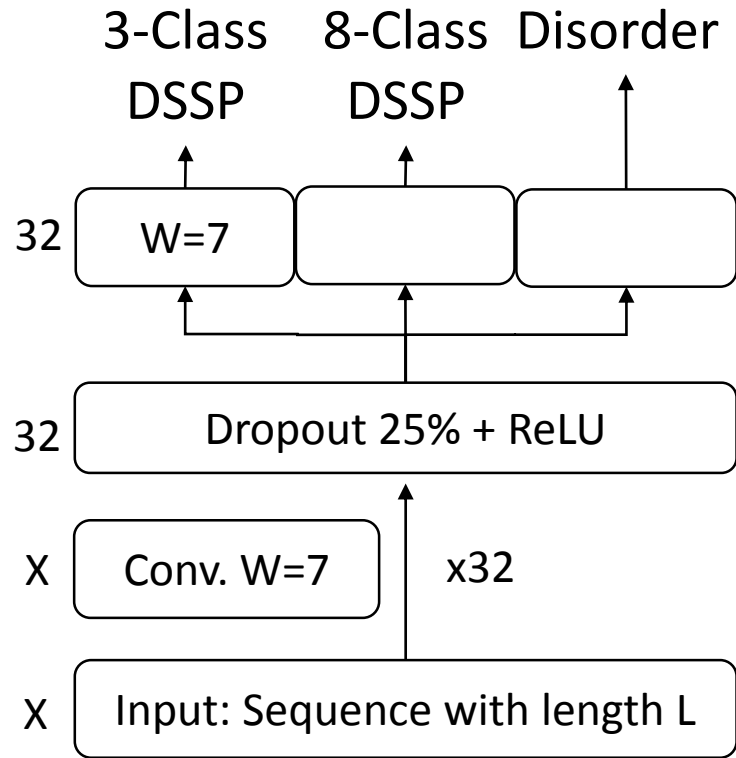 3-Class 8-Class Disorder
DSSP DSSP
32 W=7
32 Dropout 25% + ReLU
X Conv. W=7 x32
X Input: Sequence with length L